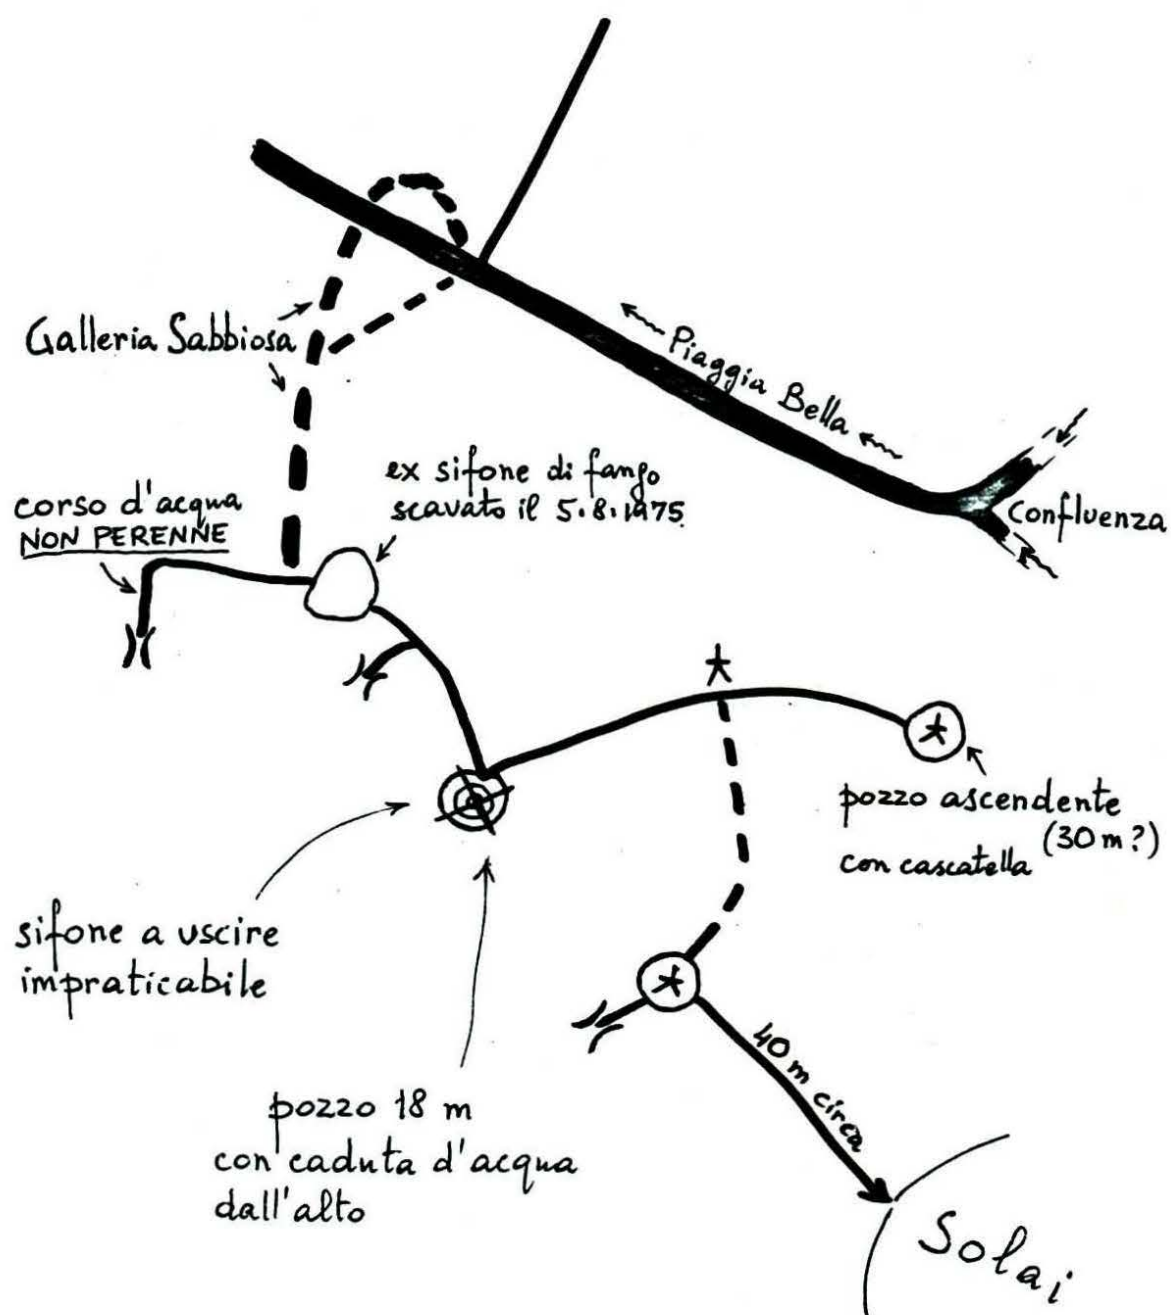 Galleria Sabbiosa
Piaggia Bella
ex sifone di fango
scavato il 5.8.1975
corso d'acqua
NON PERENNE
Confluenza
pozzo ascendente
(30 m?)
con cascatella
sifone a uscire
impraticabile
40 m circa
pozzo 18 m
con caduta d'acqua
dall'alto
Solai